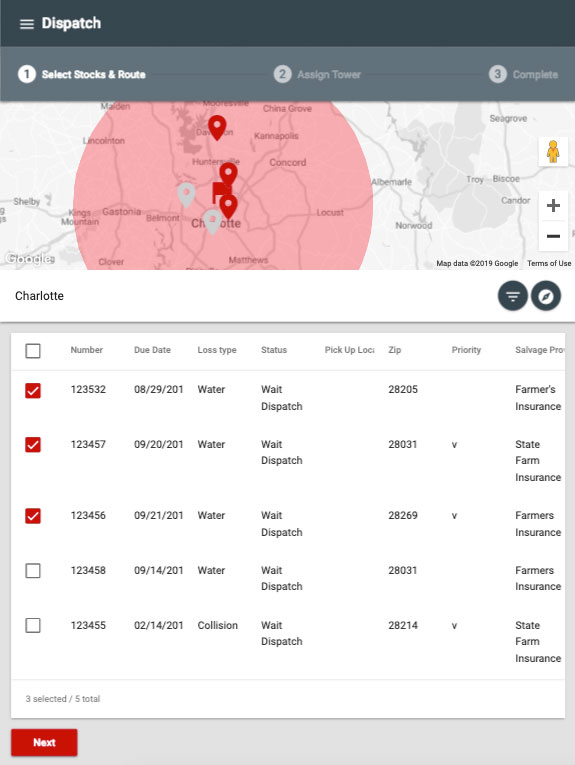 Dispatch
1 Select Stocks & Route
2 Assign Tower
3 Complete
Maiden
Mooresville
China Grove
Seagrove
Lincolnton
Kannapolis
Huntersville
Concord
Albemarle
Troy
Biscoe
Shelby
Kings
Mountain
Gastonia
Belmont
Locust
Candor
Charlotte
Norwood
Clover
Matthews
Google
Map data ©2019 Google
Terms of Use
Charlotte
Number Due Date Loss type Status Pick Up Loca Zip Priority Salvage Prov
123532 08/29/201 Water Wait 28205 Farmer's
Dispatch Insurance
123457 09/20/201 Water Wait 28031 v State
Dispatch Farm
Insurance
123456 09/21/201 Water Wait 28269 v Farmers
Dispatch Insurance
123458 09/14/201 Water Wait 28031 Farmers
Dispatch Insurance
123455 02/14/201 Collision Wait 28214 v State
Dispatch Farm
Insurance
3 selected / 5 total
Next